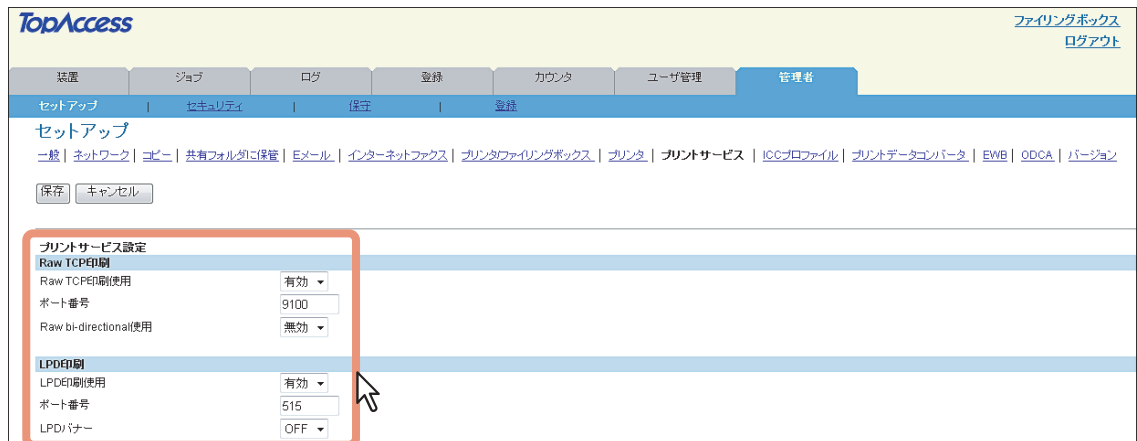 TopAccess
ファイリングボックス
ログアウト
装置 ジョブ ログ 登録 カウンタ ユーザ管理 管理者
セットアップ | セキュリティ | 保守 | 登録
セットアップ
一般 | ネットワーク | コピー | 共有フォルダに保管 | Eメール | インターネットファクス | プリンタ/ファイリングボックス | プリンタ | プリントサービス | ICCプロファイル | プリントデータコンバータ | EWB | ODCA | バージョン
保存 キャンセル
プリントサービス設定
Raw TCP印刷
Raw TCP印刷使用 有効
ポート番号 9100
Raw bi-directional使用 無効
LPD印刷
LPD印刷使用 有効
ポート番号 515
LPDバナー OFF